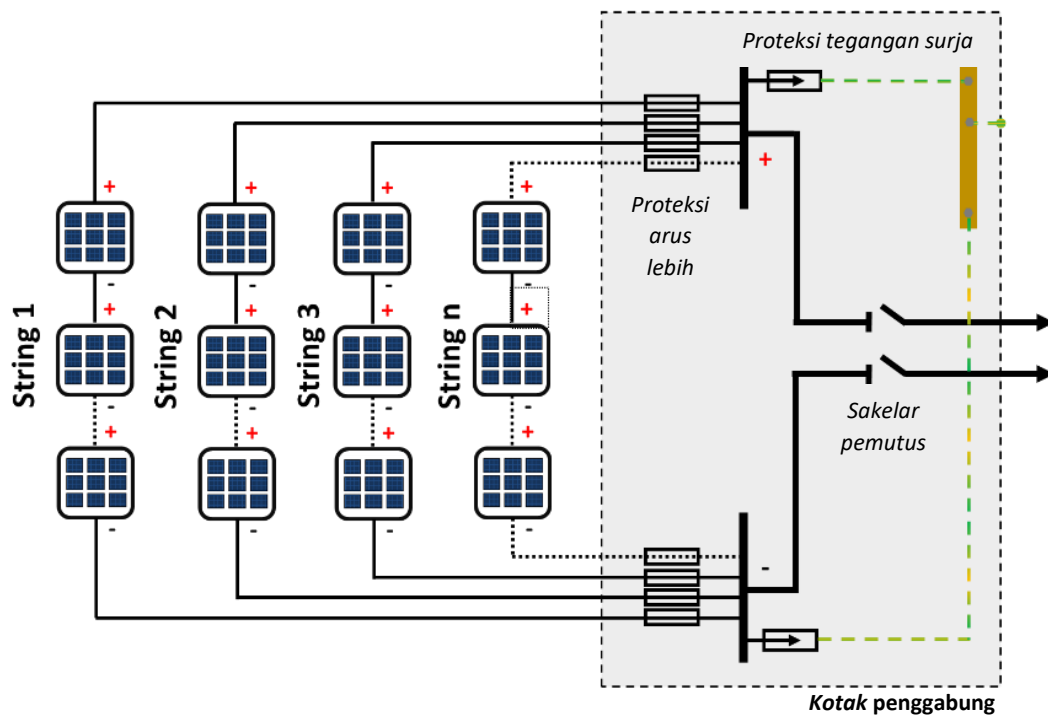 Proteksi tegangan surja
+
+ + + +
Proteksi
arus
lebih
- - - -
String 1
String 2
String 3
String n
+ + + +
- - - -
+ + + +
Sakelar
pemutus
- - - -
-
Kotak penggabung